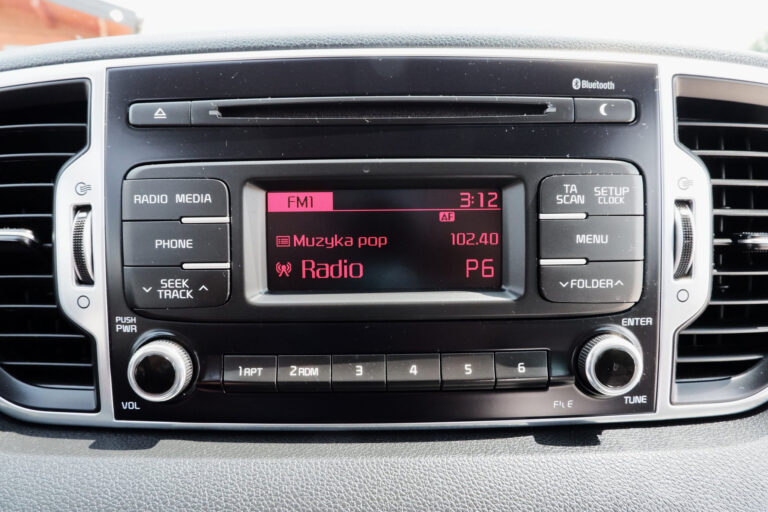 Bluetooth
RADIO MEDIA
PHONE
SEEK
TRACK
FM1 3:12
AF
Muzyka pop 102.40
Radio P6
TA
SCAN
SETUP
CLOCK
MENU
FOLDER
PUSH
PWR
VOL
1 RPT 2 RDM 3 4 5 6
ENTER
TUNE
FILE